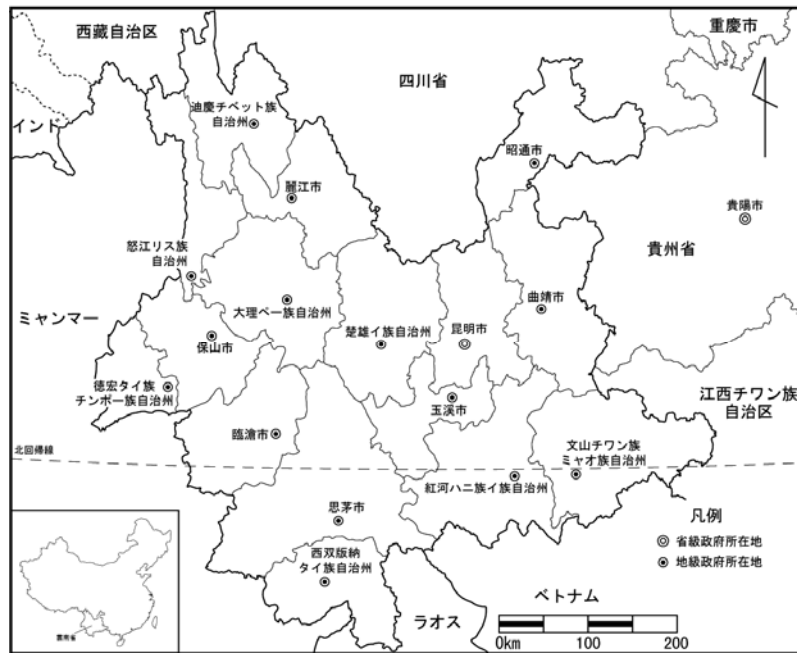 西藏自治区
重慶市
四川省
迪慶チベット族
自治州
インド
昭通市
麗江市
貴陽市
怒江リス族
自治州
貴州省
大理ペー族自治州
曲靖市
ミャンマー
楚雄イ族自治州
昆明市
保山市
徳宏タイ族
チンポー族自治州
玉溪市
江西チワン族
自治区
臨滄市
北回帰線
文山チワン族
ミャオ族自治州
紅河ハニ族イ族自治州
思茅市
凡例
省級政府所在地
地級政府所在地
西双版納
タイ族自治州
ベトナム
ラオス
0km 100 200
雲南省